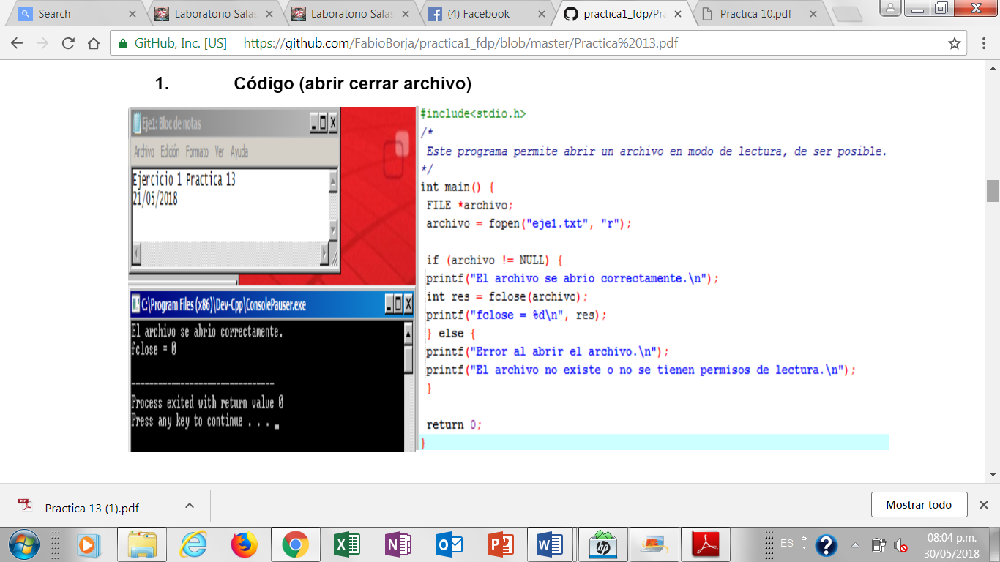 Search
Laboratorio Salas
Laboratorio Salas
(4) Facebook
practica1_fdp/Pra
Practica 10.pdf
GitHub, Inc. [US]
https://github.com/FabioBorja/practica1_fdp/blob/master/Practica%2013.pdf
1. Código (abrir cerrar archivo)
Eje1: Bloc de notas
Archivo Edición Formato Ver Ayuda
Ejercicio 1 Practica 13
21/05/2018
C:\Program Files (x86)\Dev-Cpp\ConsolePauser.exe
El archivo se abrio correctamente.
fclose = 0
--------------------------------
Process exited with return value 0
Press any key to continue . . .
#include<stdio.h>
/*
Este programa permite abrir un archivo en modo de lectura, de ser posible.
*/
int main() {
FILE *archivo;
archivo = fopen("eje1.txt", "r");
if (archivo != NULL) {
printf("El archivo se abrio correctamente.\n");
int res = fclose(archivo);
printf("fclose = %d\n", res);
} else {
printf("Error al abrir el archivo.\n");
printf("El archivo no existe o no se tienen permisos de lectura.\n");
}
return 0;
}
Practica 13 (1).pdf
Mostrar todo
ES
08:04 p.m.
30/05/2018